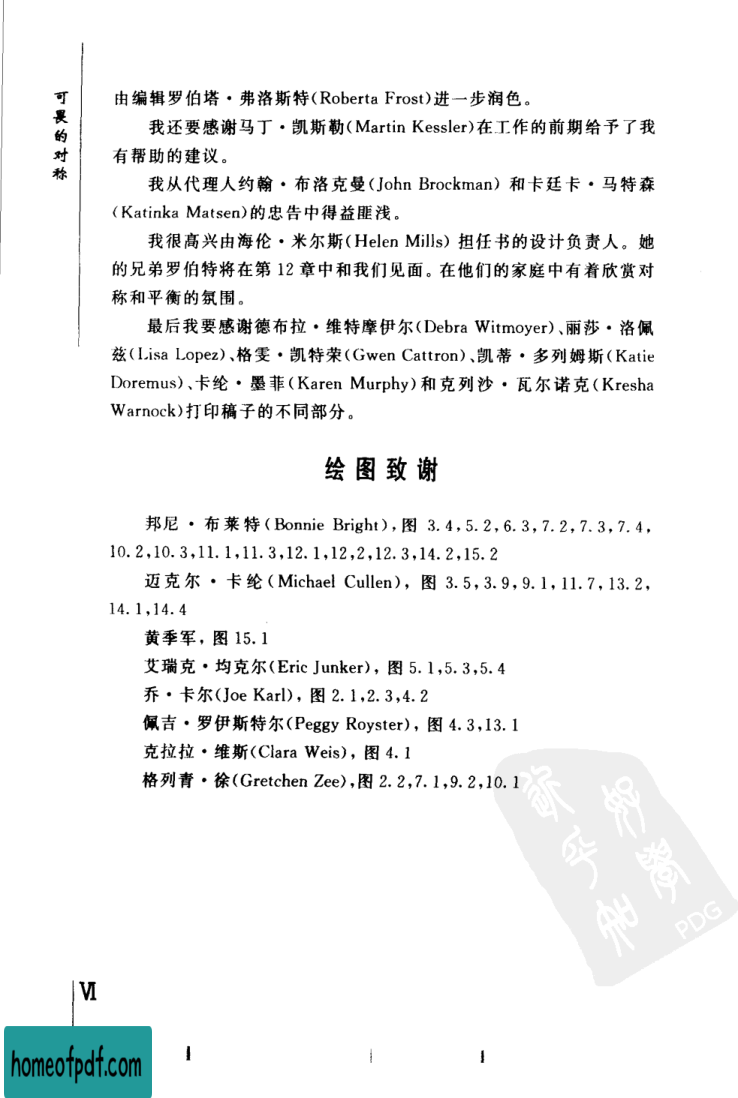 可畏的对称
由编辑罗伯塔·弗洛斯特(Roberta Frost)进一步润色。
我还要感谢马丁·凯斯勒(Martin Kessler)在工作的前期给予了我
有帮助的建议。
我从代理人约翰·布洛克曼(John Brockman)和卡廷卡·马特森
(Katinka Matsen)的忠告中得益匪浅。
我很高兴由海伦·米尔斯(Helen Mills)担任书的设计负责人。她
的兄弟罗伯特将在第12章中和我们见面。在他们的家庭中有着欣赏对
称和平衡的氛围。
最后我要感谢德布拉·维特摩伊尔(Debra Witmoyer)、丽莎·洛佩
兹(Lisa Lopez)、格雯·凯特荣(Gwen Cattron)、凯蒂·多列姆斯(Katie
Doremus)、卡纶·墨菲(Karen Murphy)和克列沙·瓦尔诺克(Kresha
Warnock)打印稿子的不同部分。
绘图致谢
邦尼·布莱特(Bonnie Bright),图 3.4,5.2,6.3,7.2,7.3,7.4,
10.2,10.3,11.1,11.3,12.1,12,2,12.3,14.2,15.2
迈克尔·卡纶(Michael Cullen),图 3.5,3.9,9.1,11.7,13.2,
14.1,14.4
黄季军,图 15.1
艾瑞克·均克尔(Eric Junker),图 5.1,5.3,5.4
乔·卡尔(Joe Karl),图 2.1,2.3,4.2
佩吉·罗伊斯特尔(Peggy Royster),图 4.3,13.1
克拉拉·维斯(Clara Weis),图 4.1
格列青·徐(Gretchen Zee),图 2.2,7.1,9.2,10.1
好學
欲乎知
PDG
Ⅵ
homeofpdf.com